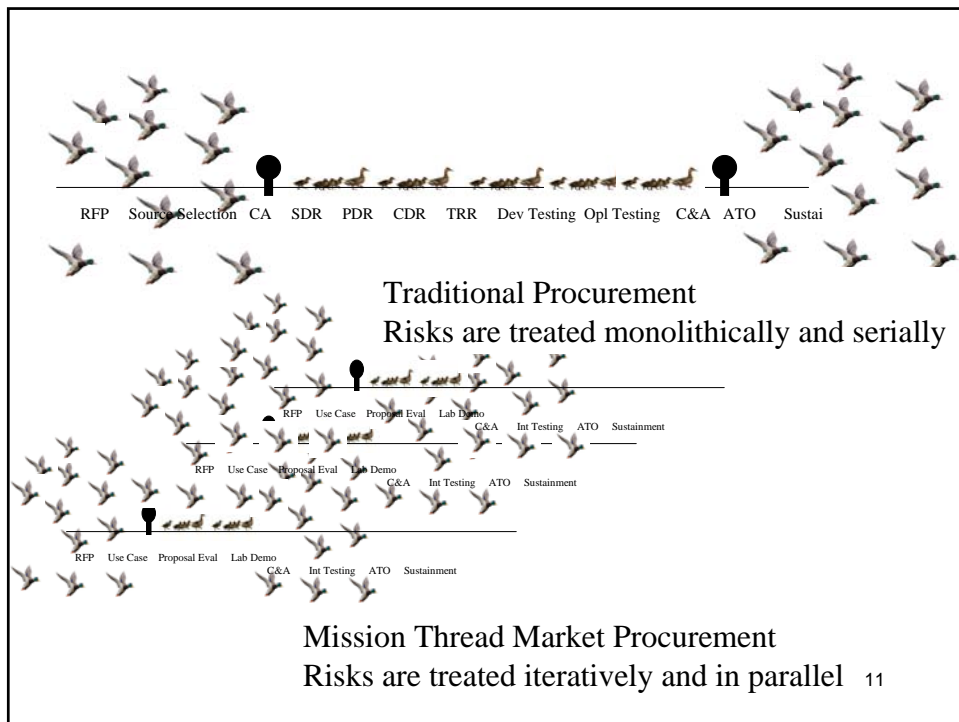 RFP Source Selection CA SDR PDR CDR TRR Dev Testing Opl Testing C&A ATO Sustai
Traditional Procurement
Risks are treated monolithically and serially
RFP Use Case Proposal Eval Lab Demo
C&A Int Testing ATO Sustainment
RFP Use Case Proposal Eval Lab Demo
C&A Int Testing ATO Sustainment
RFP Use Case Proposal Eval Lab Demo
C&A Int Testing ATO Sustainment
Mission Thread Market Procurement
Risks are treated iteratively and in parallel 11